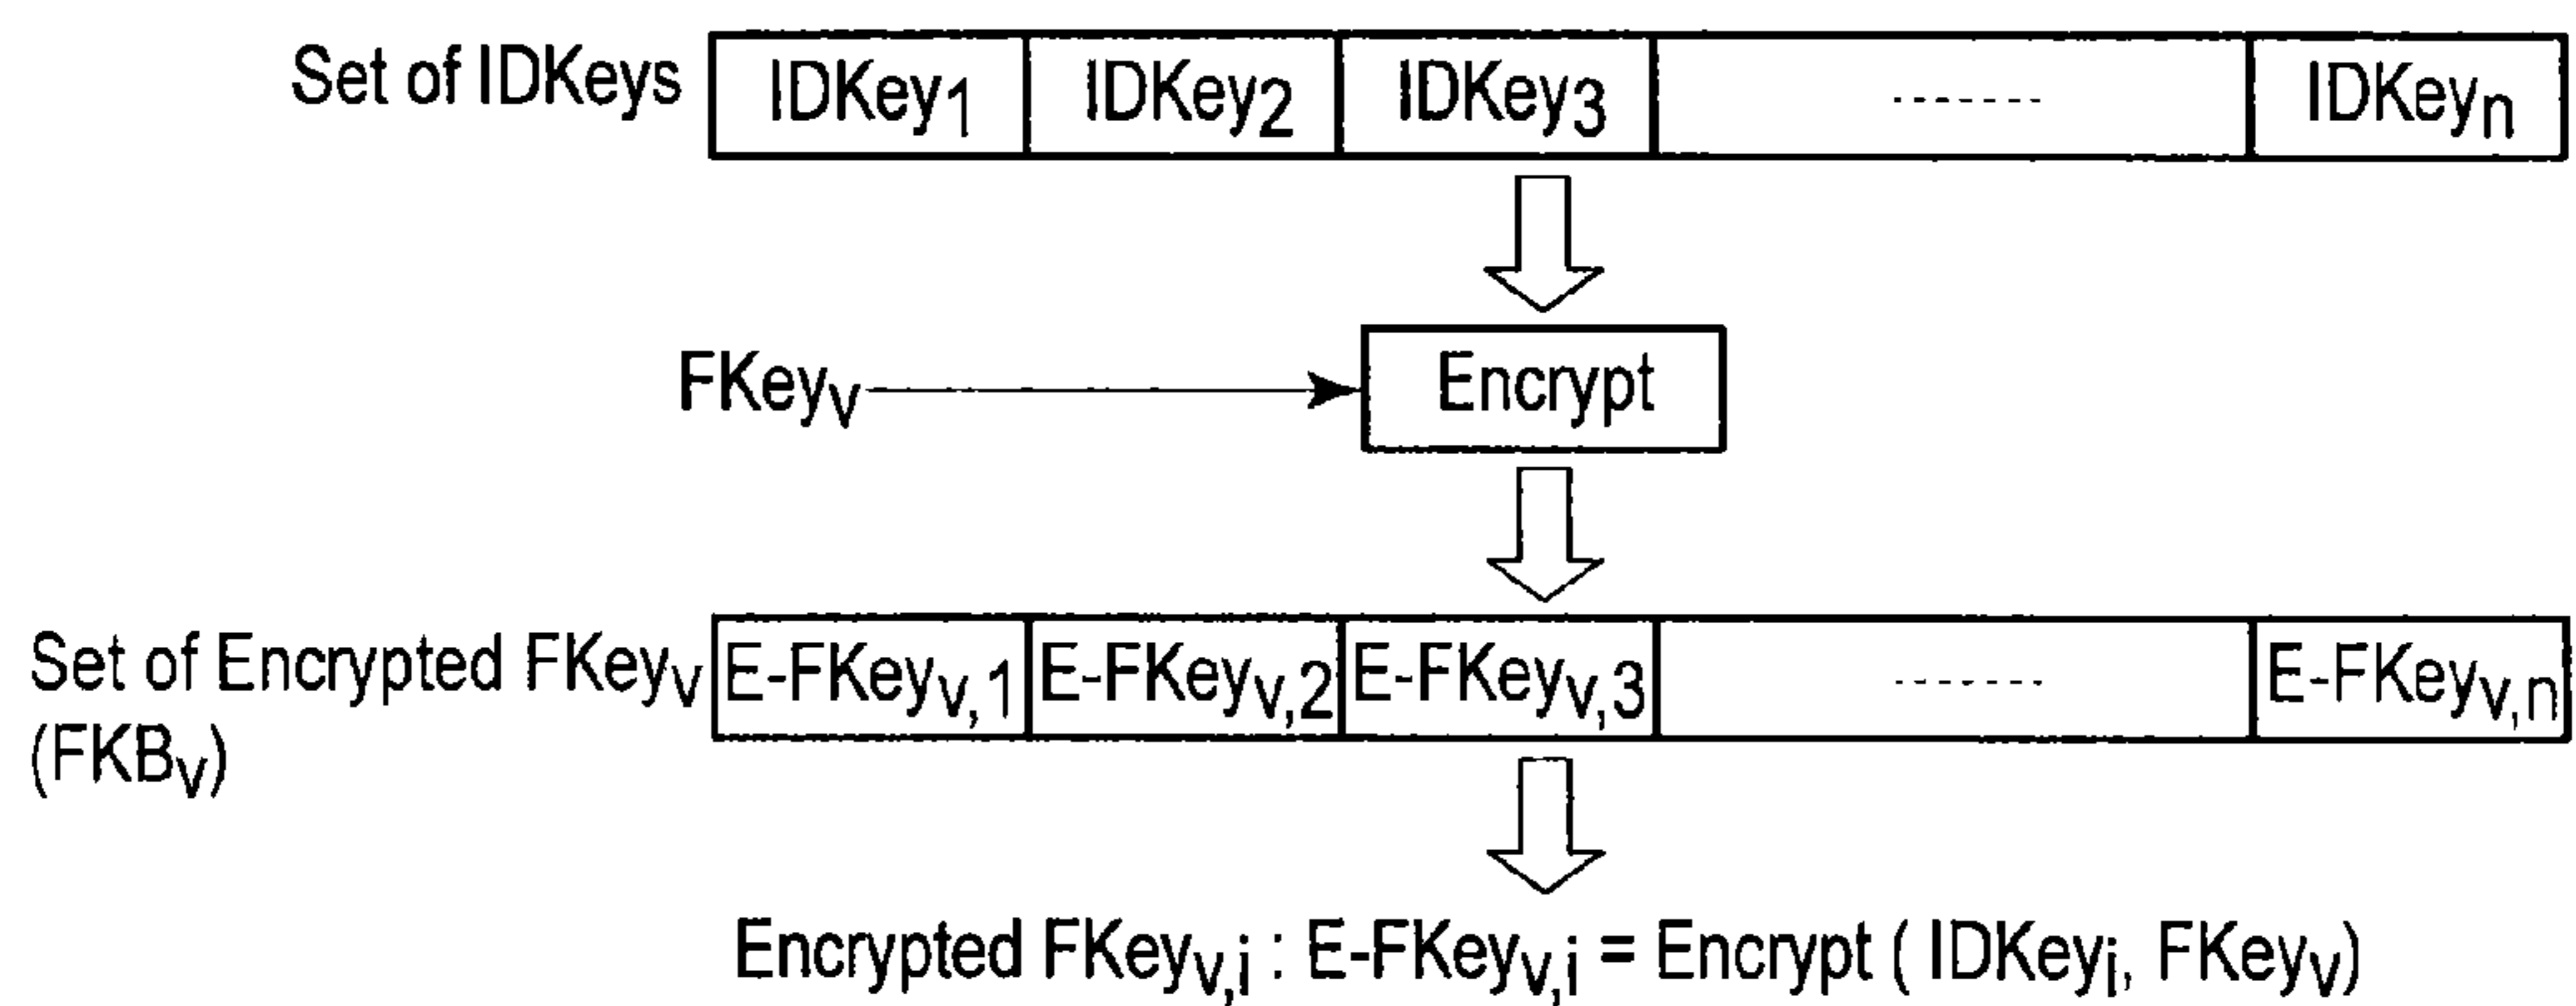 Set of IDKeys IDKey1 IDKey2 IDKey3 ------- IDKeyn
FKeyv Encrypt
Set of Encrypted FKeyv E-FKeyv,1 E-FKeyv,2 E-FKeyv,3 ------- E-FKeyv,n
(FKBv)
Encrypted FKeyv,i : E-FKeyv,i = Encrypt ( IDKeyi, FKeyv)